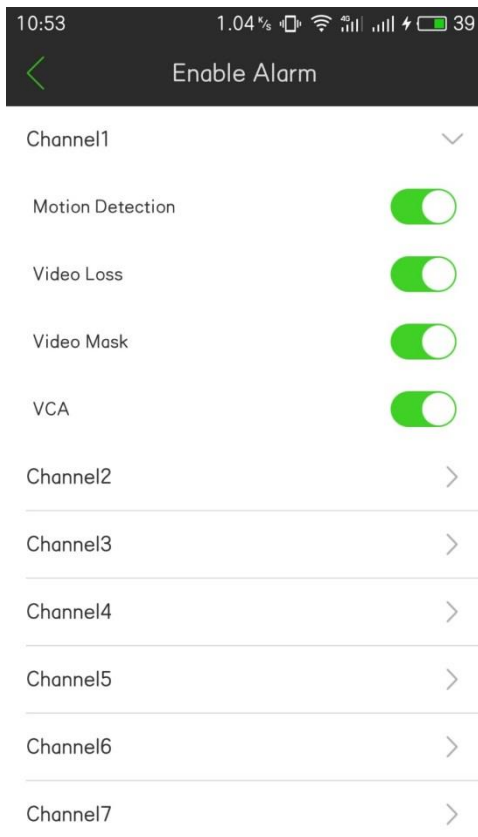 10:53 1.04 K/s 4G 39
Enable Alarm
Channel1
Motion Detection
Video Loss
Video Mask
VCA
Channel2
Channel3
Channel4
Channel5
Channel6
Channel7